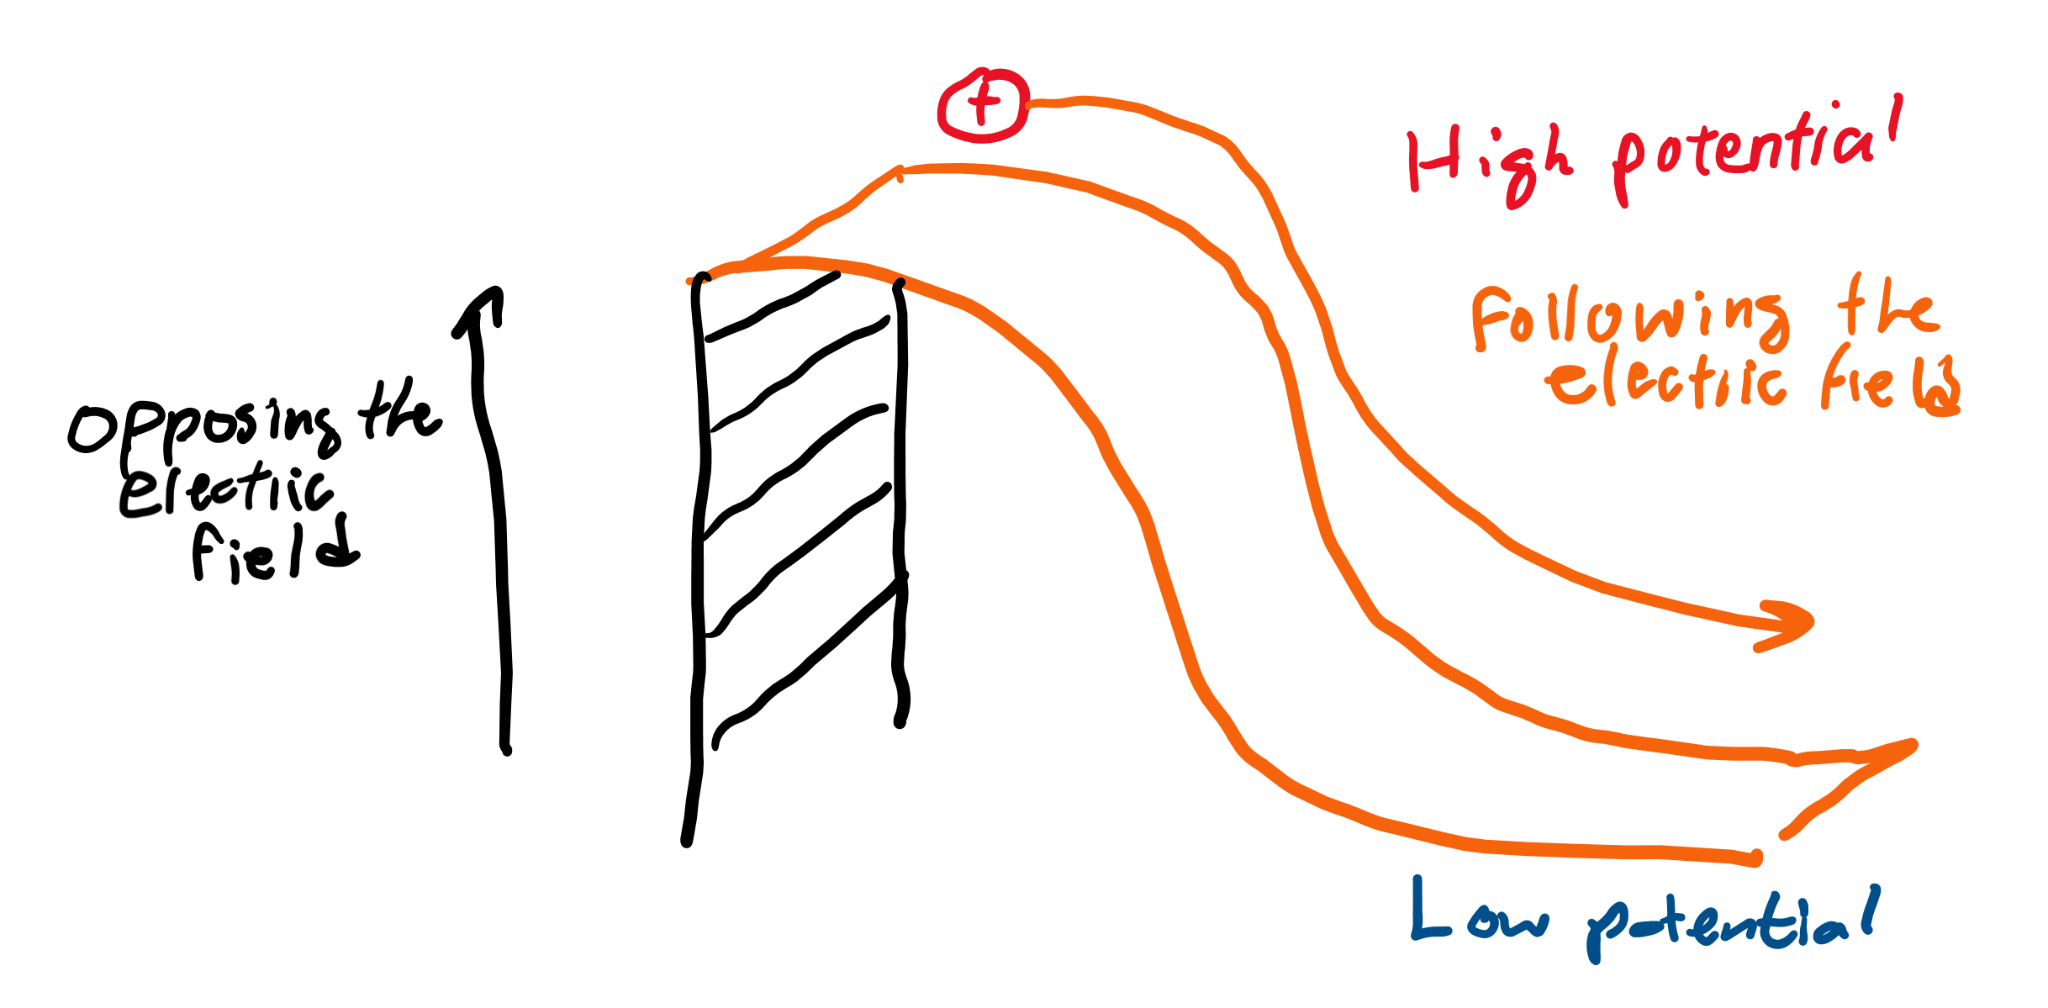 +
High potential
Following the
electric field
Opposing the
electric
field
Low potential